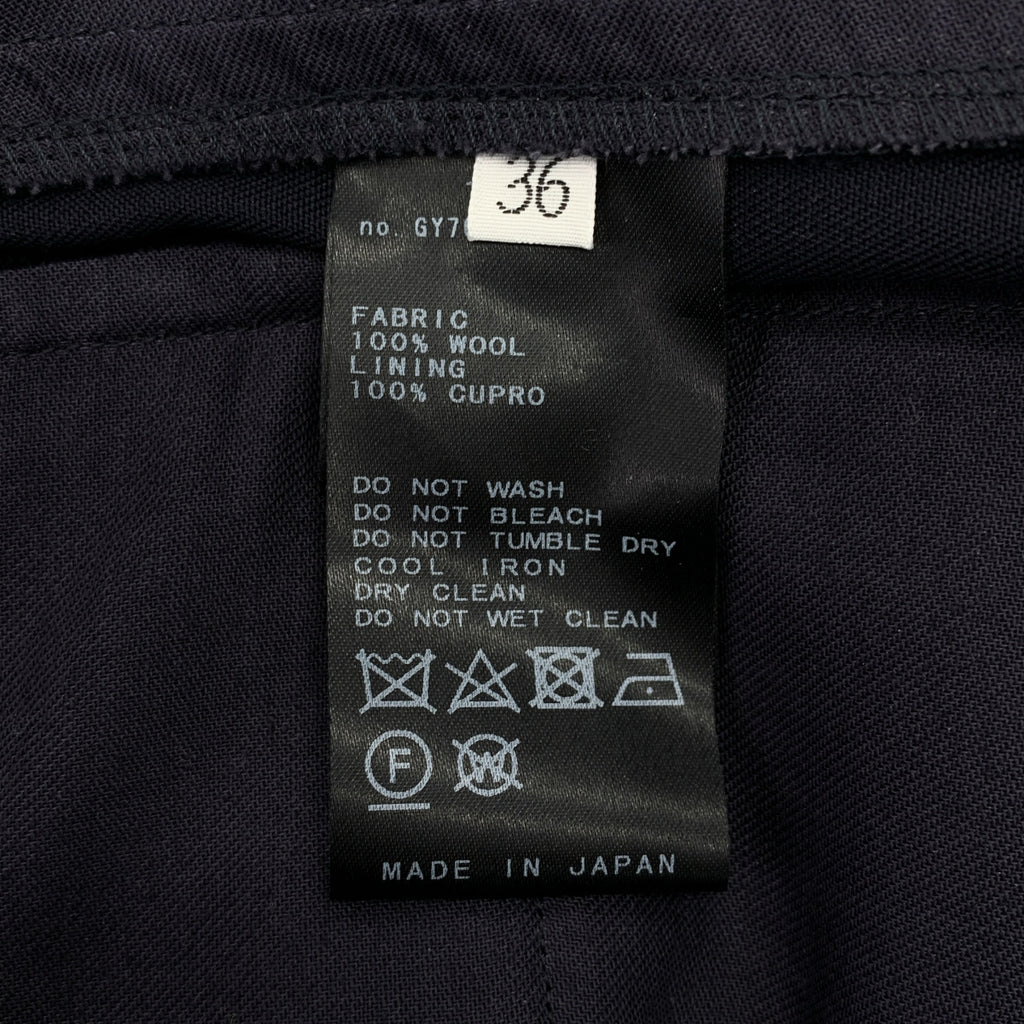 36
no. GY7
FABRIC
100% WOOL
LINING
100% CUPRO
DO NOT WASH
DO NOT BLEACH
DO NOT TUMBLE DRY
COOL IRON
DRY CLEAN
DO NOT WET CLEAN
F W
MADE IN JAPAN